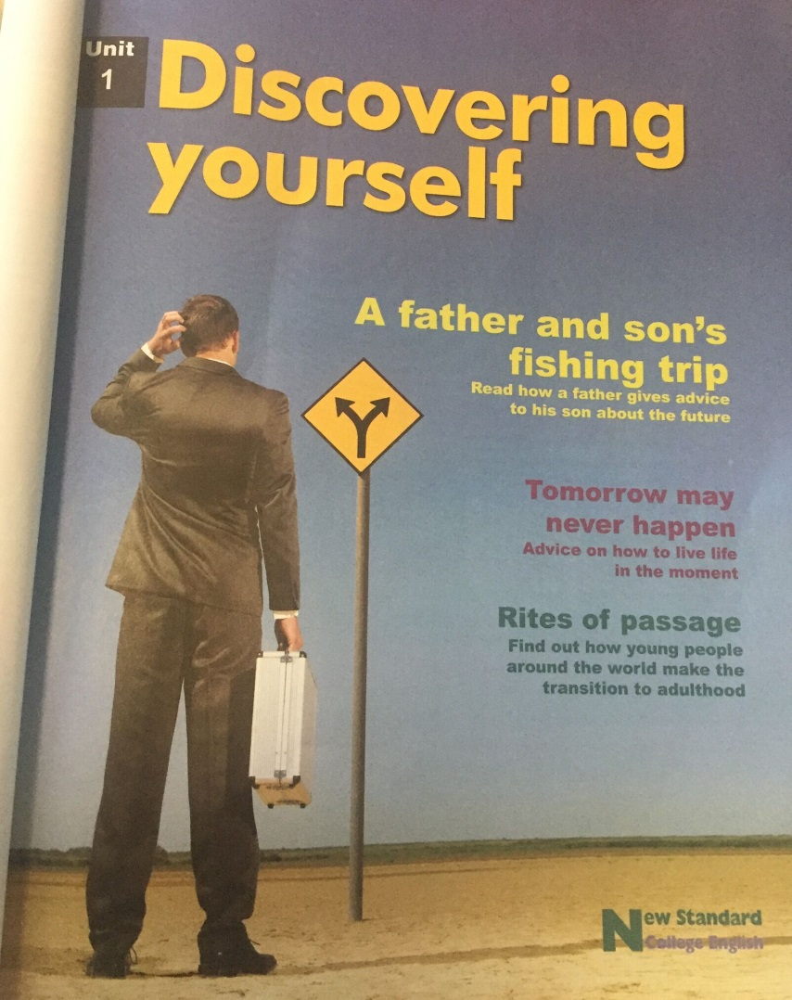 Unit
1
Discovering
yourself
A father and son's
fishing trip
Read how a father gives advice
to his son about the future
Tomorrow may
never happen
Advice on how to live life
in the moment
Rites of passage
Find out how young people
around the world make the
transition to adulthood
New Standard
College English